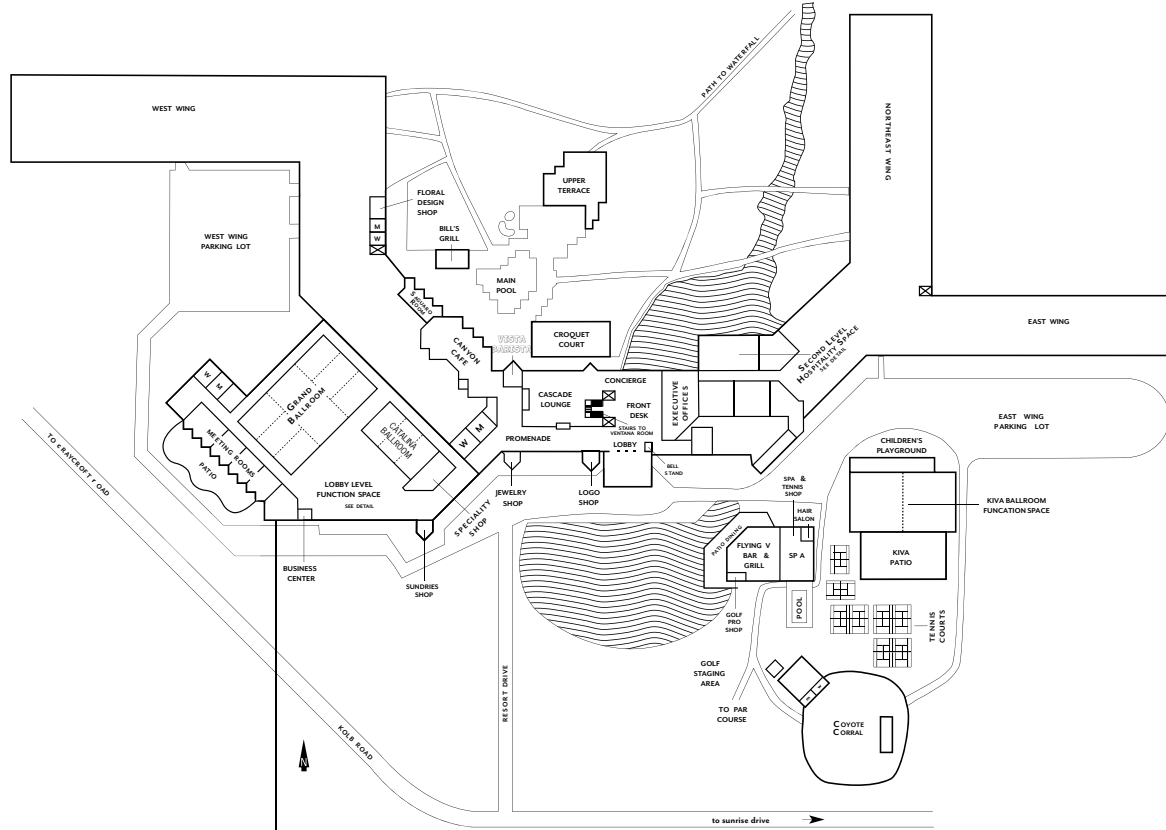 PATH TO WATERFALL
WEST WING
NORTHEAST WING
FLORAL
DESIGN
SHOP
UPPER
TERRACE
M
W
BILL'S
GRILL
WEST WING
PARKING LOT
MAIN
POOL
SAGUARO
ROOM
EAST WING
VISTA
BARISTA
CROQUET
COURT
CANYON
CAFE
SECOND LEVEL
HOSPITALITY SPACE
SEE DETAIL
W
M
GRAND
BALLROOM
CONCIERGE
CASCADE
LOUNGE
FRONT
DESK
EXECUTIVE
OFFICES
STAIRS TO
VENTANA ROOM
EAST WING
PARKING LOT
CATALINA
BALLROOM
W
M
PROMENADE
LOBBY
CHILDREN'S
PLAYGROUND
MEETING ROOMS
PATIO
BELL
STAND
TO CRAYCROFT rOAD
LOBBY LEVEL
FUNCTION SPACE
SEE DETAIL
SPECIALITY
SHOP
JEWELRY
SHOP
LOGO
SHOP
SPA &
TENNIS
SHOP
HAIR
SALON
KIVA BALLROOM
FUNCATION SPACE
PATIO DINING
FLYING V
BAR &
GRILL
SPA
KIVA
PATIO
BUSINESS
CENTER
SUNDRIES
SHOP
POOL
GOLF
PRO
SHOP
TENNIS
COURTS
GOLF
STAGING
AREA
RESORT DRIVE
TO PAR
COURSE
COYOTE
CORRAL
KOLB ROAD
N
to sunrise drive